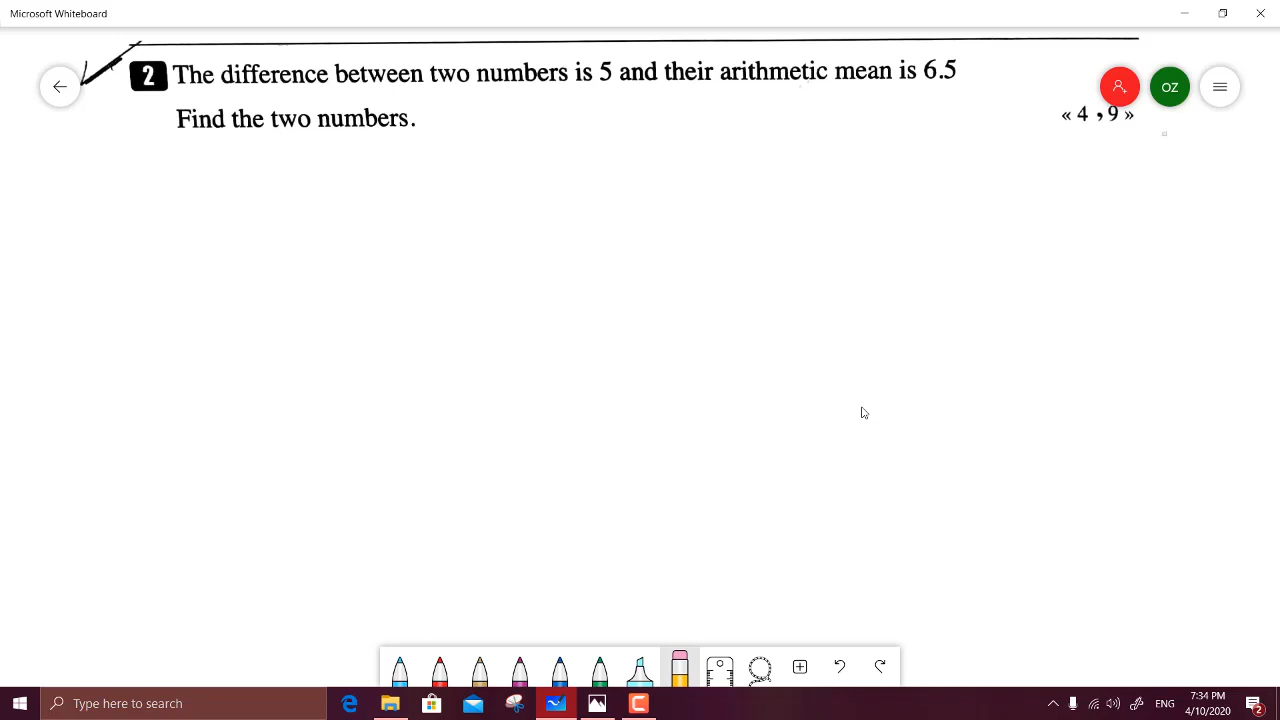 Microsoft Whiteboard
2 The difference between two numbers is 5 and their arithmetic mean is 6.5
OZ
Find the two numbers.
« 4 , 9 »
Type here to search
ENG
7:34 PM
4/10/2020
2